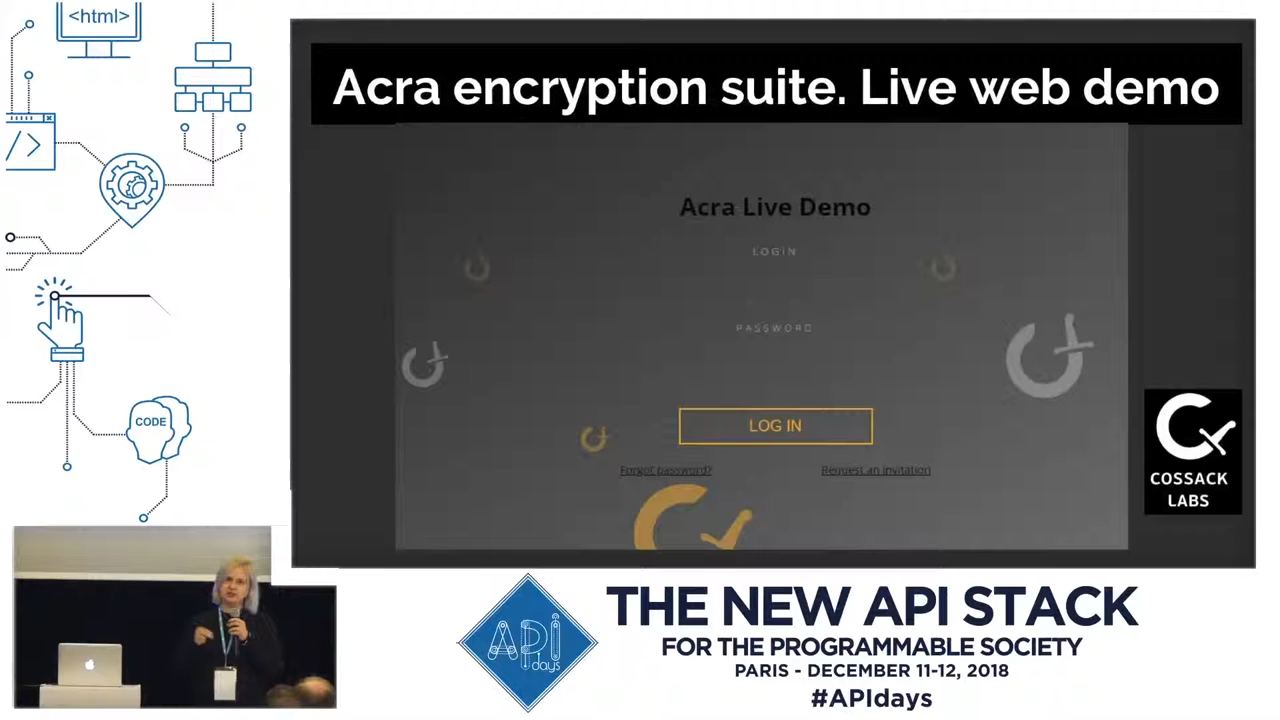 <html>
Acra encryption suite. Live web demo
Acra Live Demo
LOGIN
PASSWORD
LOG IN
Forgot password?
Request an invitation
</>
CODE
COSSACK
LABS
APi
days
THE NEW API STACK
FOR THE PROGRAMMABLE SOCIETY
PARIS - DECEMBER 11-12, 2018
#APIdays